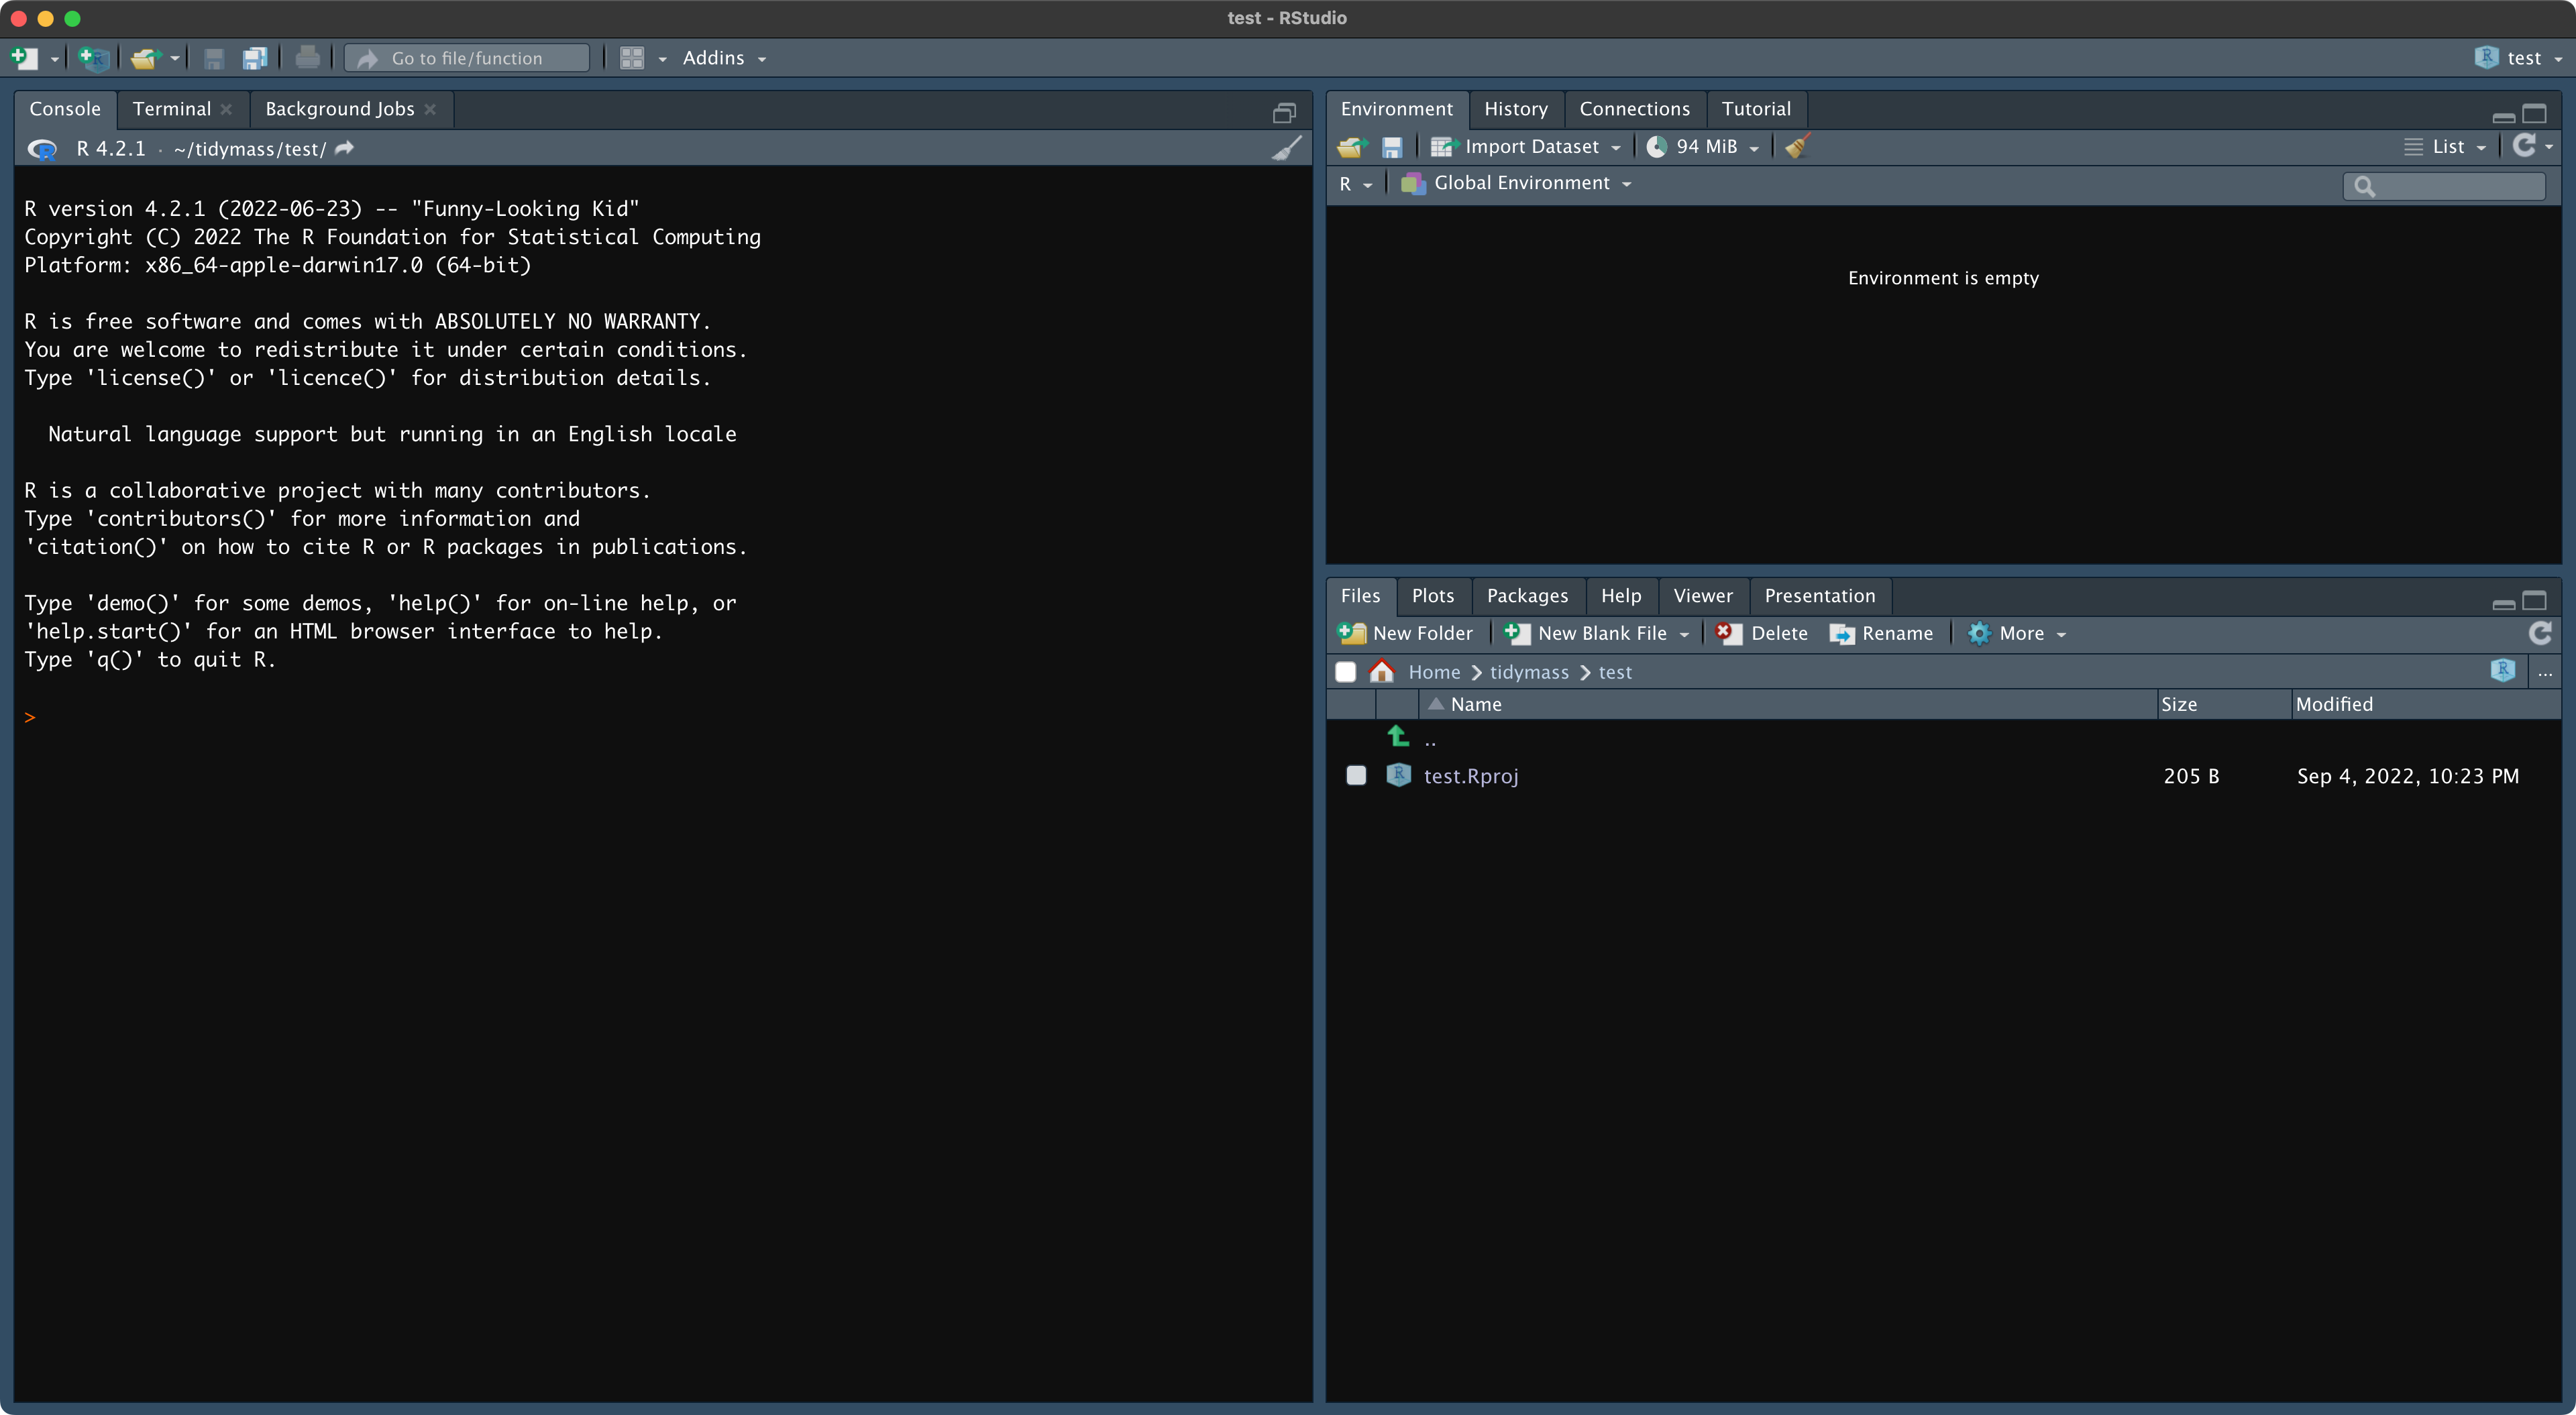 test - RStudio
Go to file/function
Addins
test
Console
Terminal
Background Jobs
R 4.2.1 · ~/tidymass/test/
R version 4.2.1 (2022-06-23) -- "Funny-Looking Kid"
Copyright (C) 2022 The R Foundation for Statistical Computing
Platform: x86_64-apple-darwin17.0 (64-bit)
R is free software and comes with ABSOLUTELY NO WARRANTY.
You are welcome to redistribute it under certain conditions.
Type 'license()' or 'licence()' for distribution details.
Natural language support but running in an English locale
R is a collaborative project with many contributors.
Type 'contributors()' for more information and
'citation()' on how to cite R or R packages in publications.
Type 'demo()' for some demos, 'help()' for on-line help, or
'help.start()' for an HTML browser interface to help.
Type 'q()' to quit R.
>
Environment
History
Connections
Tutorial
Import Dataset
94 MiB
List
R
Global Environment
Environment is empty
Files
Plots
Packages
Help
Viewer
Presentation
New Folder
New Blank File
Delete
Rename
More
Home
tidymass
test
...
Name
Size
Modified
..
test.Rproj
205 B
Sep 4, 2022, 10:23 PM